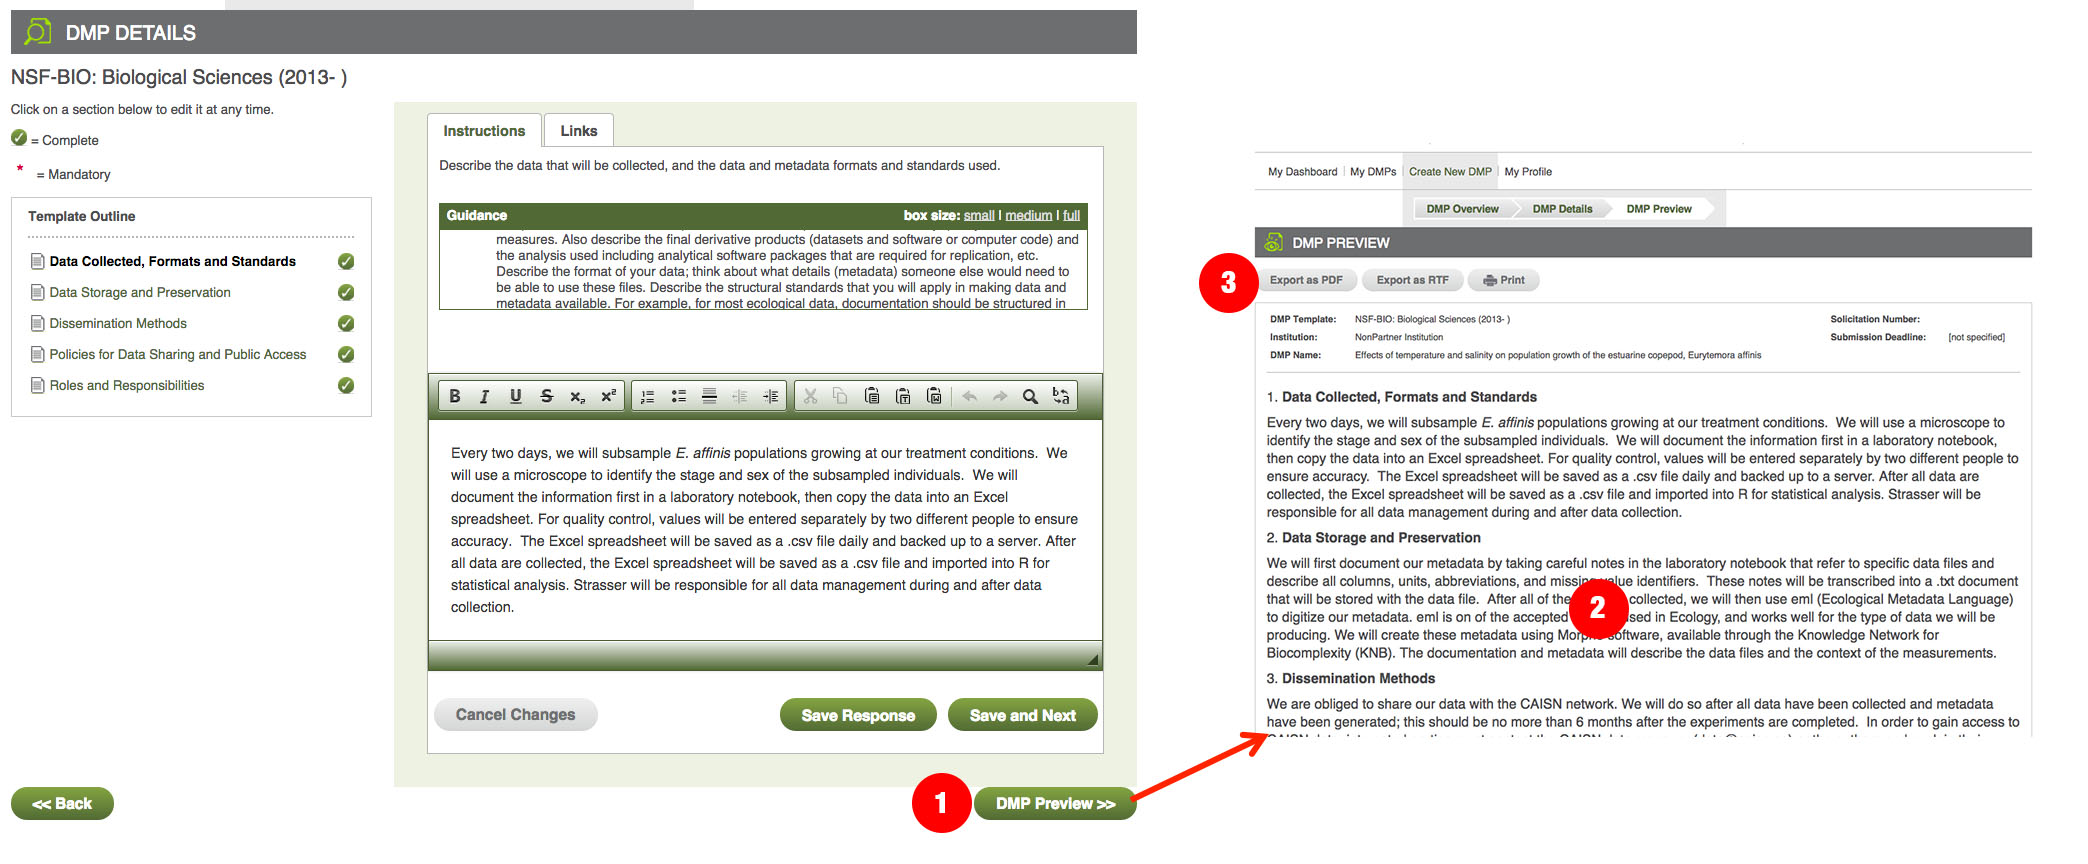 DMP DETAILS
NSF-BIO: Biological Sciences (2013- )
Click on a section below to edit it at any time.
= Complete
* = Mandatory
Template Outline
Data Collected, Formats and Standards
Data Storage and Preservation
Dissemination Methods
Policies for Data Sharing and Public Access
Roles and Responsibilities
Instructions
Links
Describe the data that will be collected, and the data and metadata formats and standards used.
Guidance
box size: small | medium | full
measures. Also describe the final derivative products (datasets and software or computer code) and
the analysis used including analytical software packages that are required for replication, etc.
Describe the format of your data; think about what details (metadata) someone else would need to
be able to use these files. Describe the structural standards that you will apply in making data and
metadata available. For example, for most ecological data, documentation should be structured in
B I U S x₂ x²
Every two days, we will subsample E. affinis populations growing at our treatment conditions. We
will use a microscope to identify the stage and sex of the subsampled individuals. We will
document the information first in a laboratory notebook, then copy the data into an Excel
spreadsheet. For quality control, values will be entered separately by two different people to ensure
accuracy. The Excel spreadsheet will be saved as a .csv file daily and backed up to a server. After
all data are collected, the Excel spreadsheet will be saved as a .csv file and imported into R for
statistical analysis. Strasser will be responsible for all data management during and after data
collection.
Cancel Changes
Save Response
Save and Next
<< Back
1
DMP Preview >>
My Dashboard | My DMPs | Create New DMP | My Profile
DMP Overview
DMP Details
DMP Preview
DMP PREVIEW
3
Export as PDF
Export as RTF
Print
DMP Template: NSF-BIO: Biological Sciences (2013- )
Solicitation Number:
Institution: NonPartner Institution
Submission Deadline: [not specified]
DMP Name: Effects of temperature and salinity on population growth of the estuarine copepod, Eurytemora affinis
1. Data Collected, Formats and Standards
Every two days, we will subsample E. affinis populations growing at our treatment conditions. We will use a microscope to
identify the stage and sex of the subsampled individuals. We will document the information first in a laboratory notebook,
then copy the data into an Excel spreadsheet. For quality control, values will be entered separately by two different people to
ensure accuracy. The Excel spreadsheet will be saved as a .csv file daily and backed up to a server. After all data are
collected, the Excel spreadsheet will be saved as a .csv file and imported into R for statistical analysis. Strasser will be
responsible for all data management during and after data collection.
2. Data Storage and Preservation
We will first document our metadata by taking careful notes in the laboratory notebook that refer to specific data files and
describe all columns, units, abbreviations, and missing value identifiers. These notes will be transcribed into a .txt document
that will be stored with the data file. After all of the collected, we will then use eml (Ecological Metadata Language)
2
to digitize our metadata. eml is on of the accepted used in Ecology, and works well for the type of data we will be
producing. We will create these metadata using Morpho software, available through the Knowledge Network for
Biocomplexity (KNB). The documentation and metadata will describe the data files and the context of the measurements.
3. Dissemination Methods
We are obliged to share our data with the CAISN network. We will do so after all data have been collected and metadata
have been generated; this should be no more than 6 months after the experiments are completed. In order to gain access to